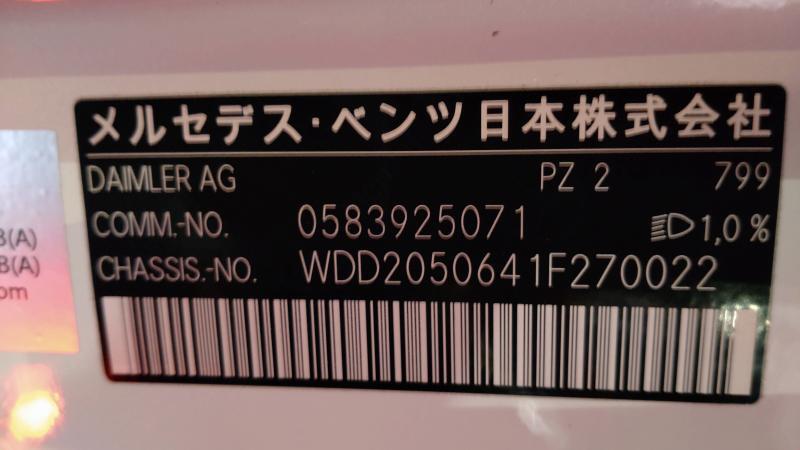 メルセデス・ベンツ日本株式会社
DAIMLER AG PZ 2 799
COMM.-NO. 0583925071 1,0 %
CHASSIS.-NO. WDD2050641F270022
(A)
(A)
om